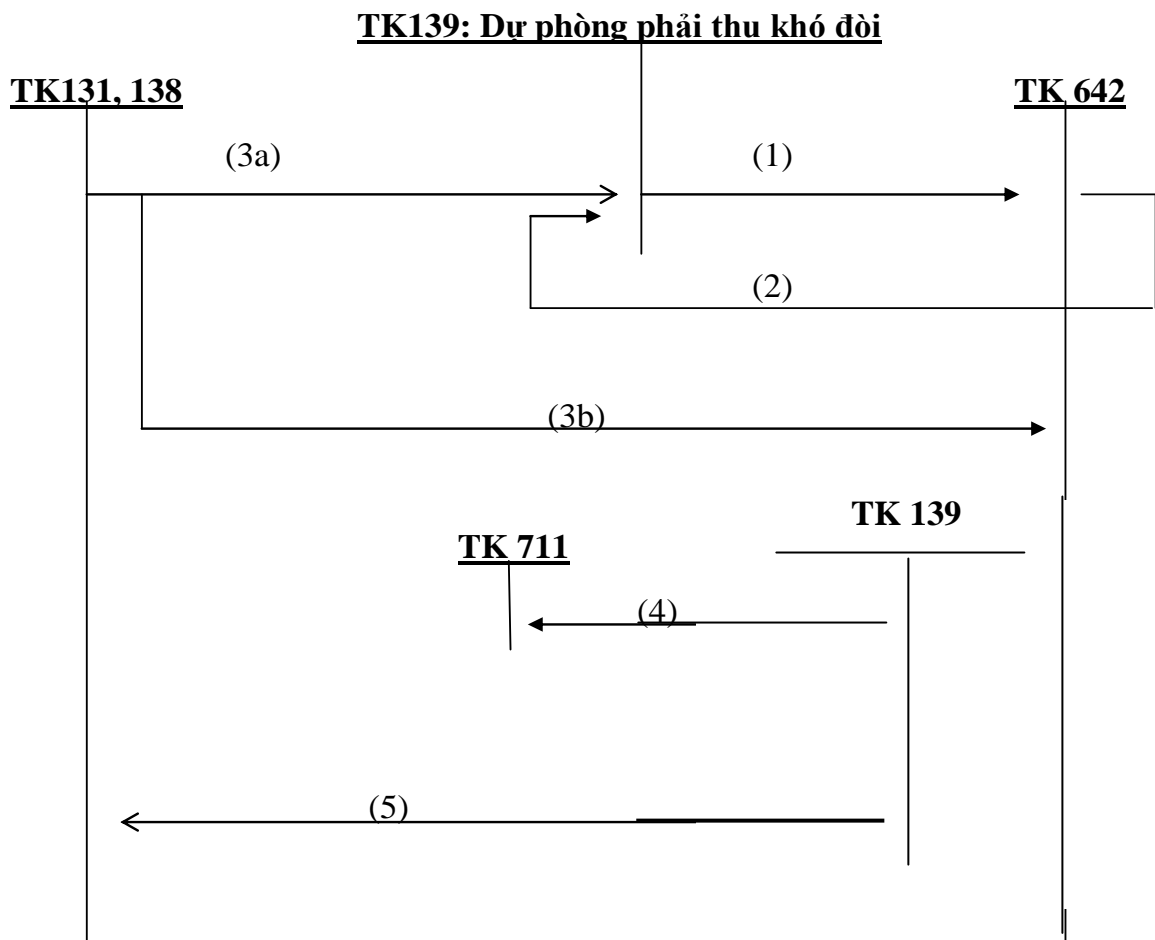 TK139: Dự phòng phải thu khó đòi
TK131, 138
TK 642
(3a)
(1)
(2)
(3b)
TK 139
TK 711
(4)
(5)